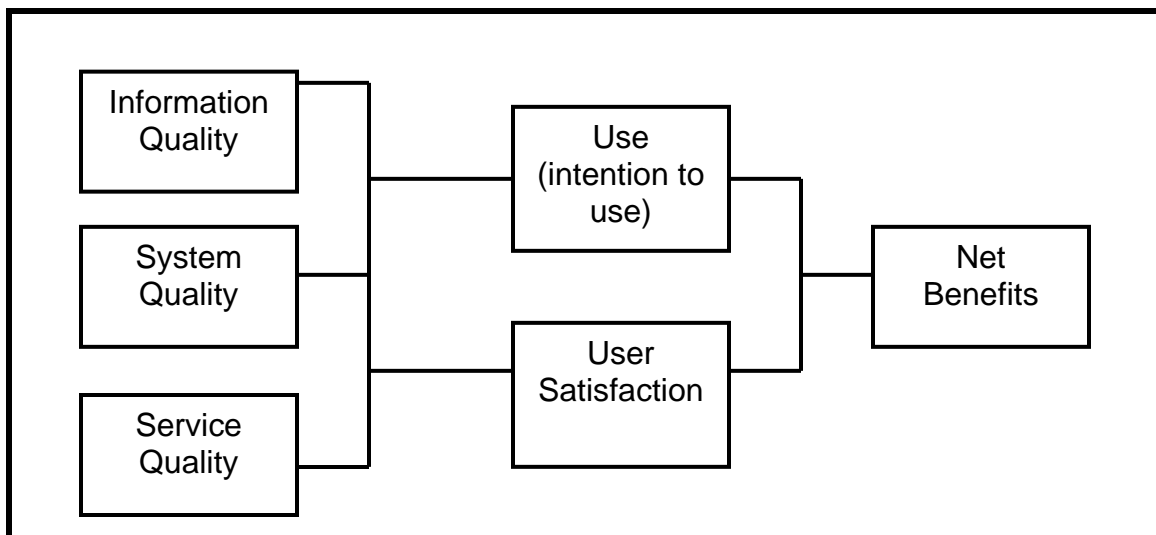 Information
Quality
System
Quality
Service
Quality
Use
(intention to
use)
User
Satisfaction
Net
Benefits